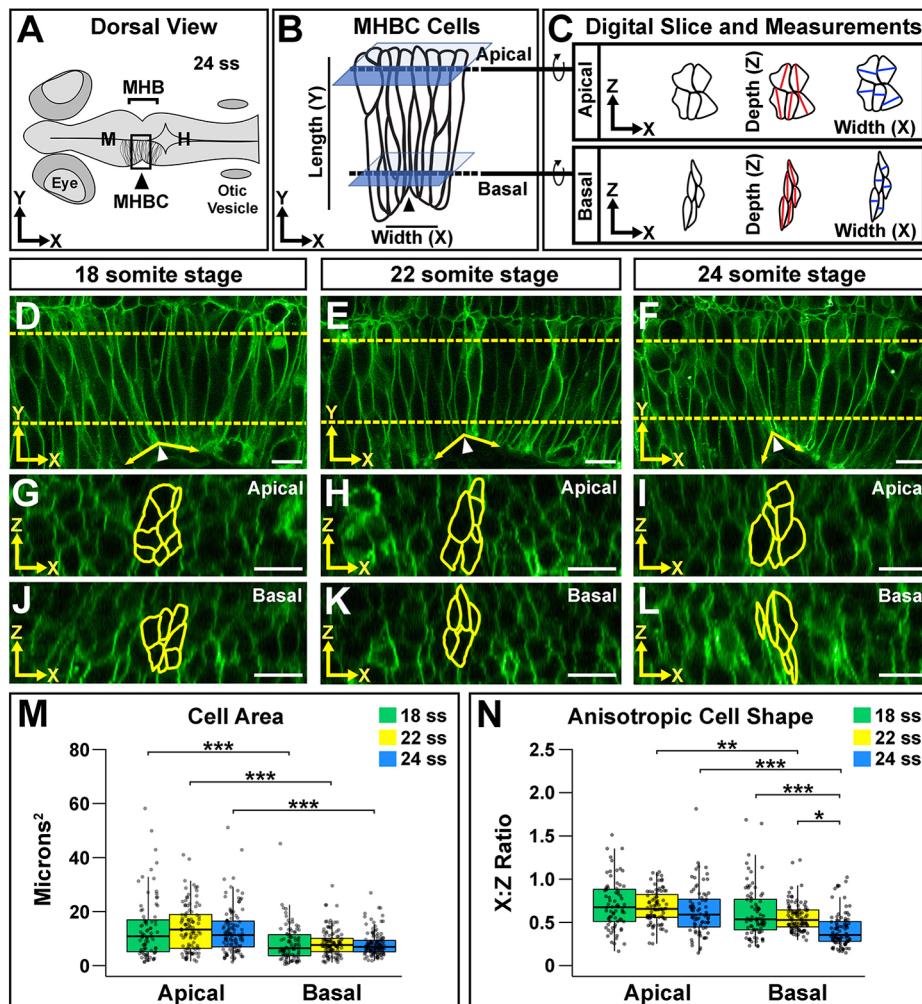 A Dorsal View
24 ss
MHB
M H
Eye
MHBC
Otic
Vesicle
Y
X
B MHBC Cells
Apical
Length (Y)
Basal
Width (X)
Y
X
C Digital Slice and Measurements
Apical
Z
X
Depth (Z)
Width (X)
Basal
Z
X
Depth (Z)
Width (X)
18 somite stage
22 somite stage
24 somite stage
D
Y
X
E
Y
X
F
Y
X
G Apical
Z
X
H Apical
Z
X
I Apical
Z
X
J Basal
Z
X
K Basal
Z
X
L Basal
Z
X
M Cell Area
18 ss
22 ss
24 ss
***
***
***
Microns²
80
60
40
20
0
Apical Basal
N Anisotropic Cell Shape
18 ss
22 ss
24 ss
**
***
***
*
X:Z Ratio
2.5
2.0
1.5
1.0
0.5
0
Apical Basal